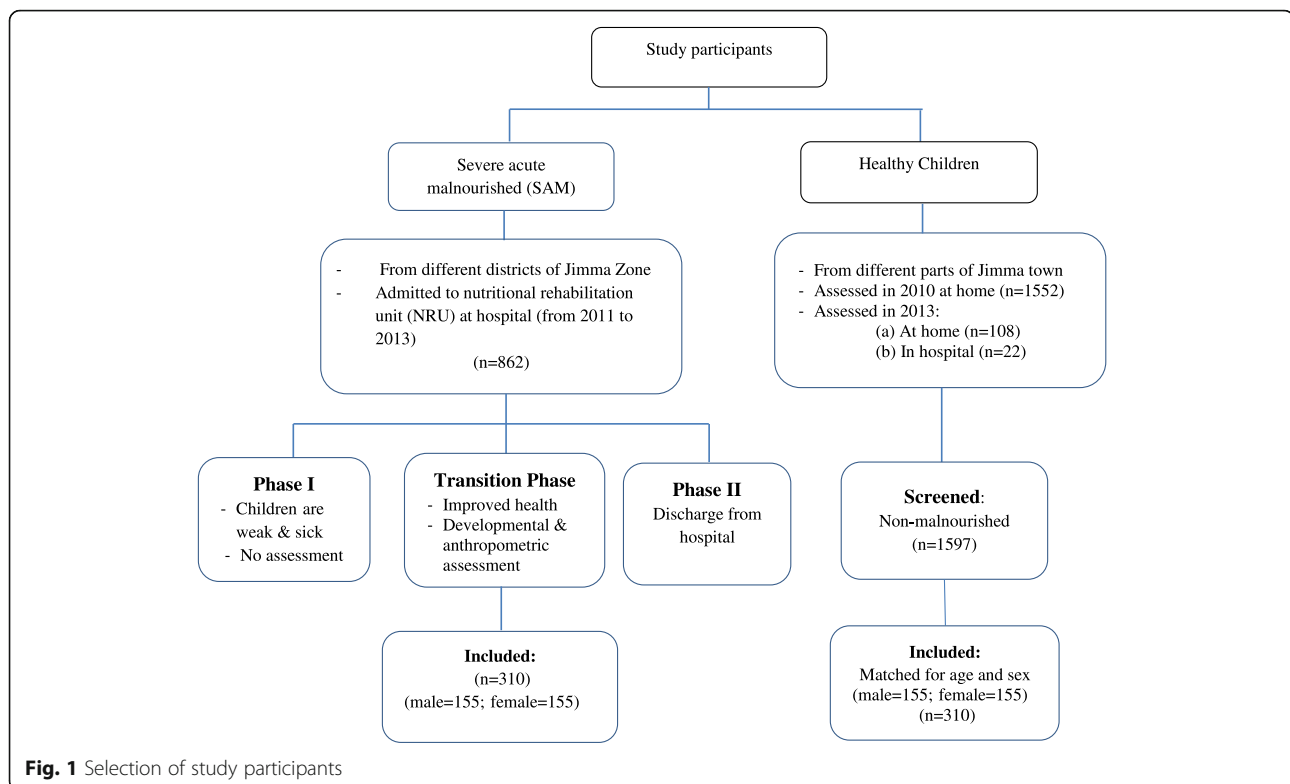 Study participants
Severe acute
malnourished (SAM)
Healthy Children
- From different districts of Jimma Zone
- Admitted to nutritional rehabilitation
unit (NRU) at hospital (from 2011 to
2013)
(n=862)
- From different parts of Jimma town
- Assessed in 2010 at home (n=1552)
- Assessed in 2013:
(a) At home (n=108)
(b) In hospital (n=22)
Phase I
- Children are
weak & sick
- No assessment
Transition Phase
- Improved health
- Developmental &
anthropometric
assessment
Phase II
Discharge from
hospital
Screened:
Non-malnourished
(n=1597)
Included:
(n=310)
(male=155; female=155)
Included:
Matched for age and sex
(male=155; female=155)
(n=310)
Fig. 1 Selection of study participants